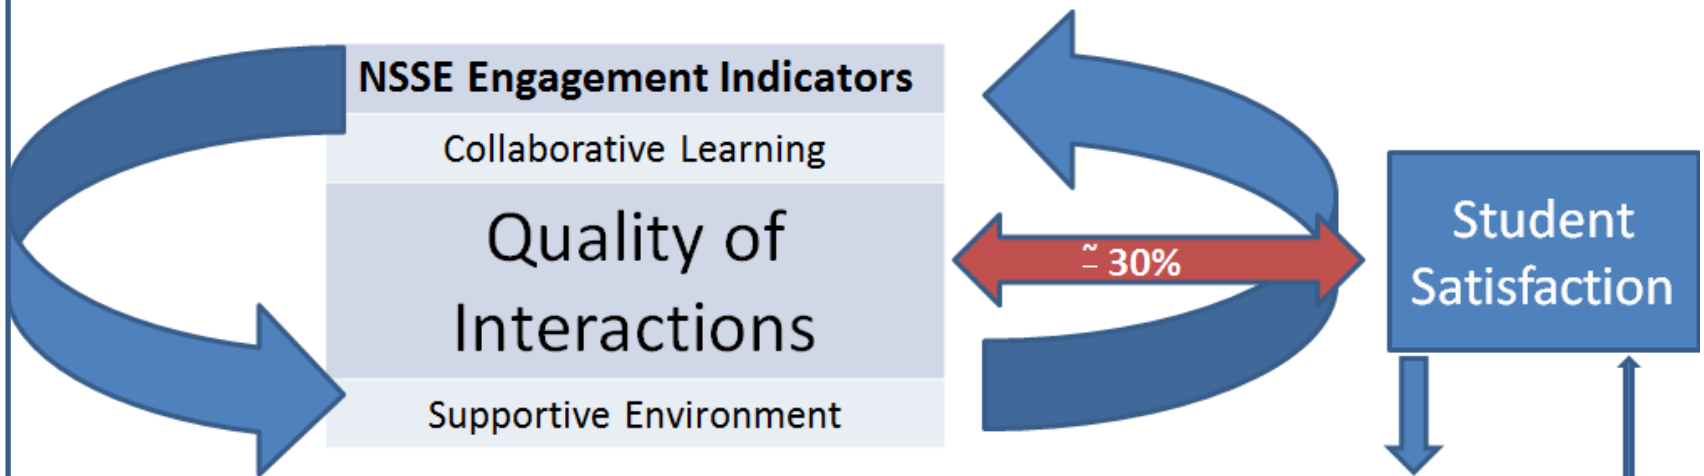 NSSE Engagement Indicators
Collaborative Learning
Quality of
Interactions
Supportive Environment
≃ 30%
Student
Satisfaction